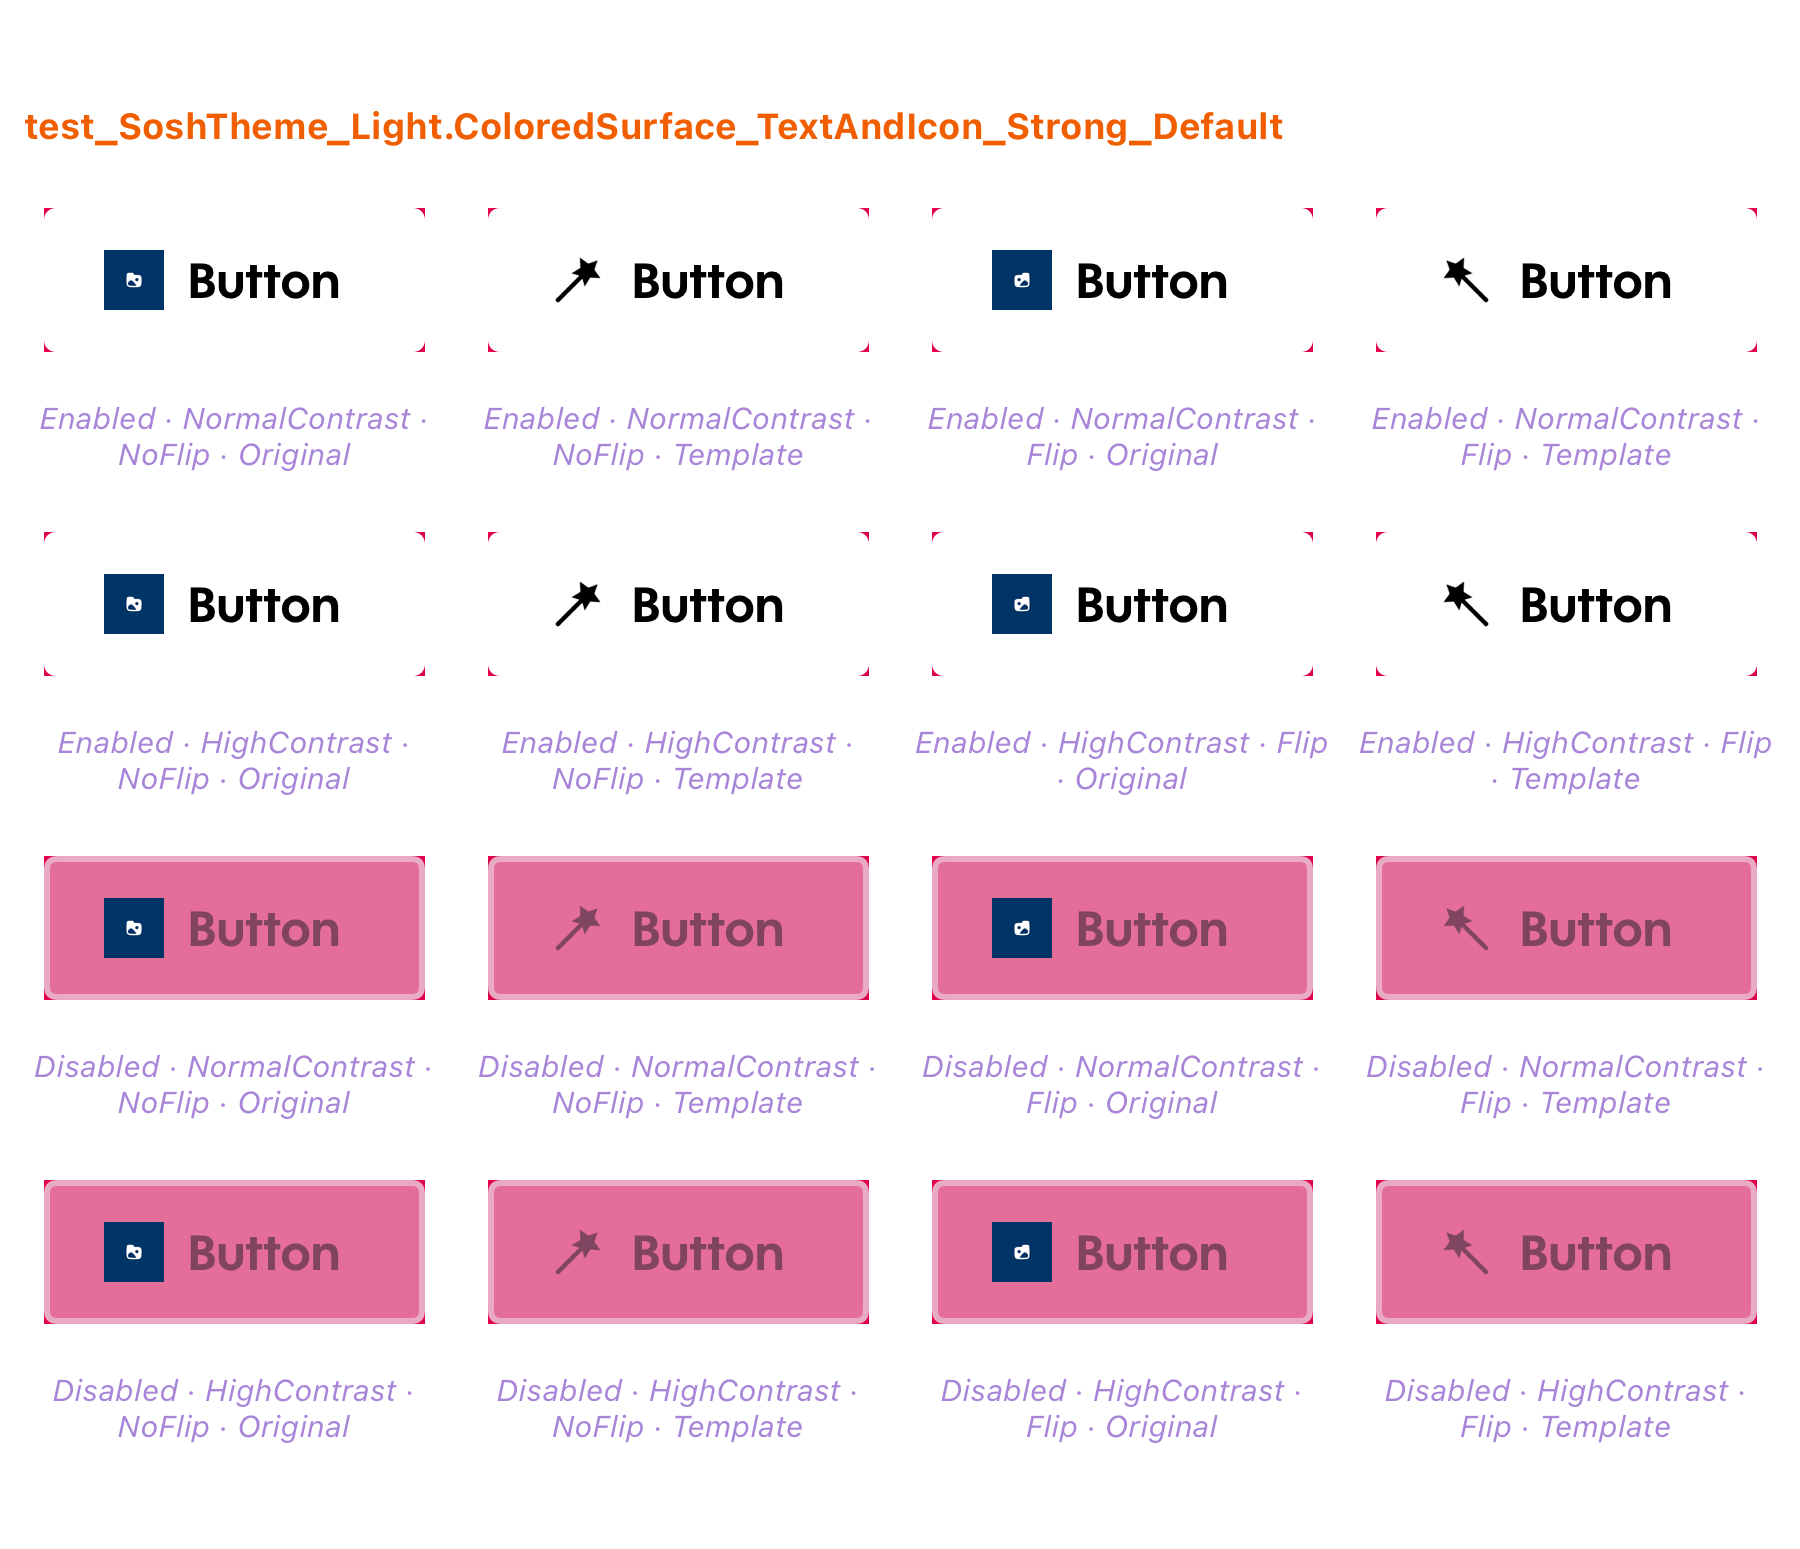 test_SoshTheme_Light.ColoredSurface_TextAndIcon_Strong_Default
Button Button Button Button
Enabled · NormalContrast · Enabled · NormalContrast · Enabled · NormalContrast · Enabled · NormalContrast ·
NoFlip · Original NoFlip · Template Flip · Original Flip · Template
Button Button Button Button
Enabled · HighContrast · Enabled · HighContrast · Enabled · HighContrast · Flip Enabled · HighContrast · Flip
NoFlip · Original NoFlip · Template · Original · Template
Button Button Button Button
Disabled · NormalContrast · Disabled · NormalContrast · Disabled · NormalContrast · Disabled · NormalContrast ·
NoFlip · Original NoFlip · Template Flip · Original Flip · Template
Button Button Button Button
Disabled · HighContrast · Disabled · HighContrast · Disabled · HighContrast · Disabled · HighContrast ·
NoFlip · Original NoFlip · Template Flip · Original Flip · Template